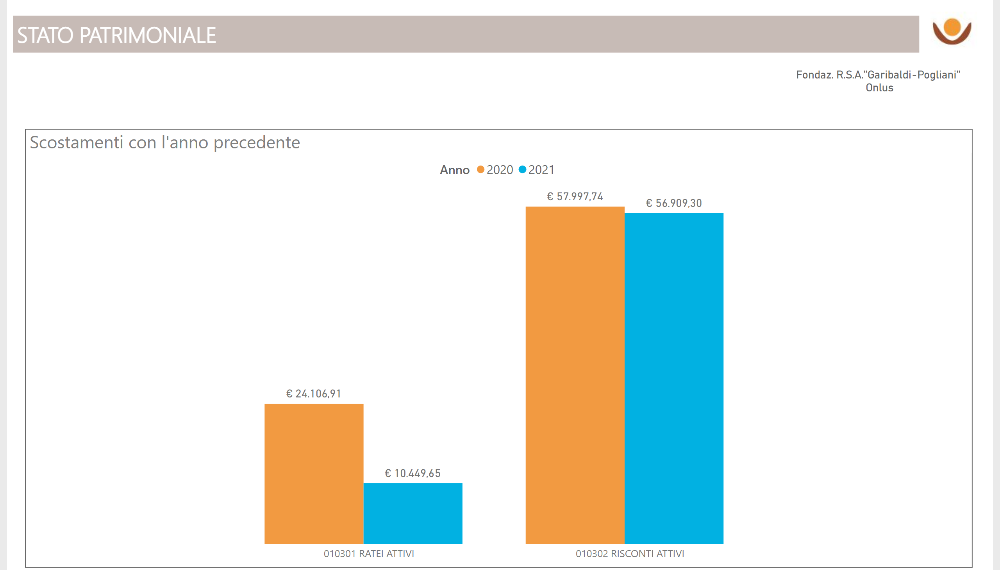 STATO PATRIMONIALE
Fondaz. R.S.A."Garibaldi-Pogliani"
Onlus
Scostamenti con l'anno precedente
Anno 2020 2021
€ 57.997,74
€ 56.909,30
€ 24.106,91
€ 10.449,65
010301 RATEI ATTIVI
010302 RISCONTI ATTIVI